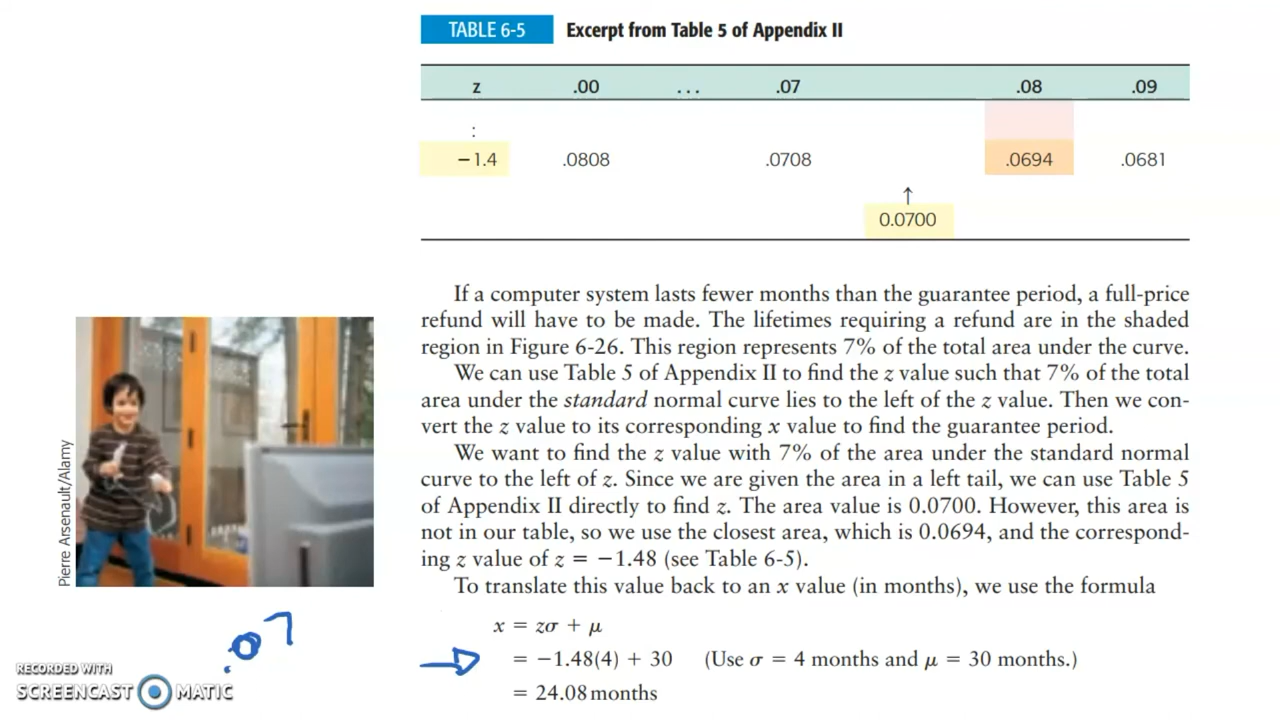 TABLE 6-5 Excerpt from Table 5 of Appendix II
z .00 ... .07 .08 .09
:
−1.4 .0808 .0708 .0694 .0681
↑
0.0700
If a computer system lasts fewer months than the guarantee period, a full-price
refund will have to be made. The lifetimes requiring a refund are in the shaded
region in Figure 6-26. This region represents 7% of the total area under the curve.
We can use Table 5 of Appendix II to find the z value such that 7% of the total
area under the standard normal curve lies to the left of the z value. Then we con-
vert the z value to its corresponding x value to find the guarantee period.
We want to find the z value with 7% of the area under the standard normal
curve to the left of z. Since we are given the area in a left tail, we can use Table 5
of Appendix II directly to find z. The area value is 0.0700. However, this area is
not in our table, so we use the closest area, which is 0.0694, and the correspond-
ing z value of z = −1.48 (see Table 6-5).
To translate this value back to an x value (in months), we use the formula
x = zσ + μ
= −1.48(4) + 30 (Use σ = 4 months and μ = 30 months.)
= 24.08 months
Pierre Arsenault/Alamy
.07
RECORDED WITH
SCREENCAST MATIC